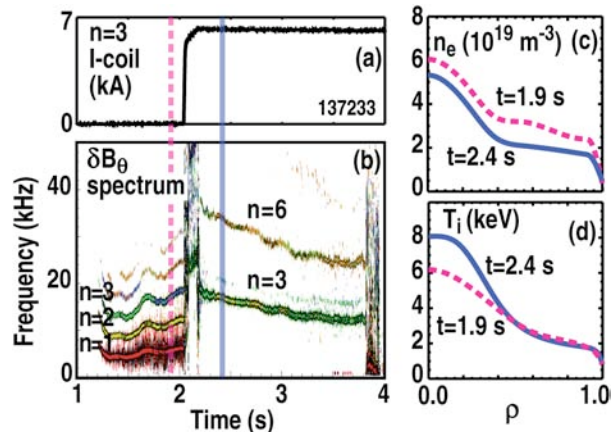 7
n=3
I-coil
(kA)
(a)
137233
0
δBθ
spectrum
(b)
40
20
0
Frequency (kHz)
n=3
n=2
n=1
n=6
n=3
1
2
3
4
Time (s)
nₑ (10¹⁹ m⁻³)
(c)
8
6
4
2
0
t=1.9 s
t=2.4 s
Tᵢ (keV)
(d)
10
8
6
4
2
0
t=2.4 s
t=1.9 s
0.0
ρ
1.0